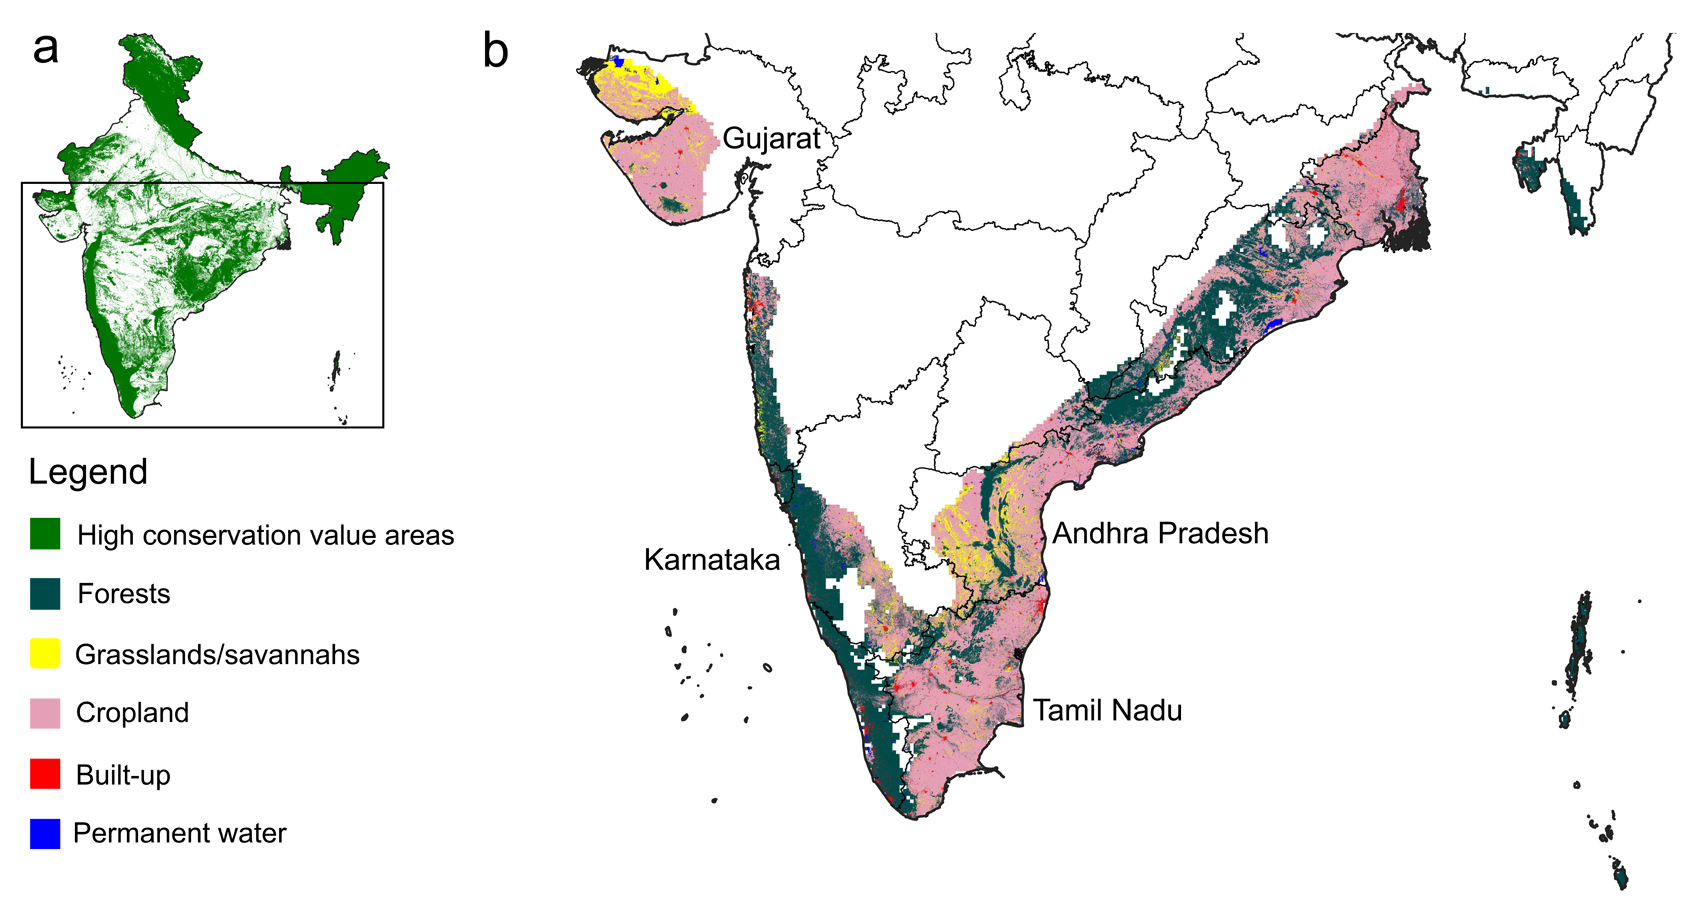 a
b
Gujarat
Karnataka
Andhra Pradesh
Tamil Nadu
Legend
High conservation value areas
Forests
Grasslands/savannahs
Cropland
Built-up
Permanent water